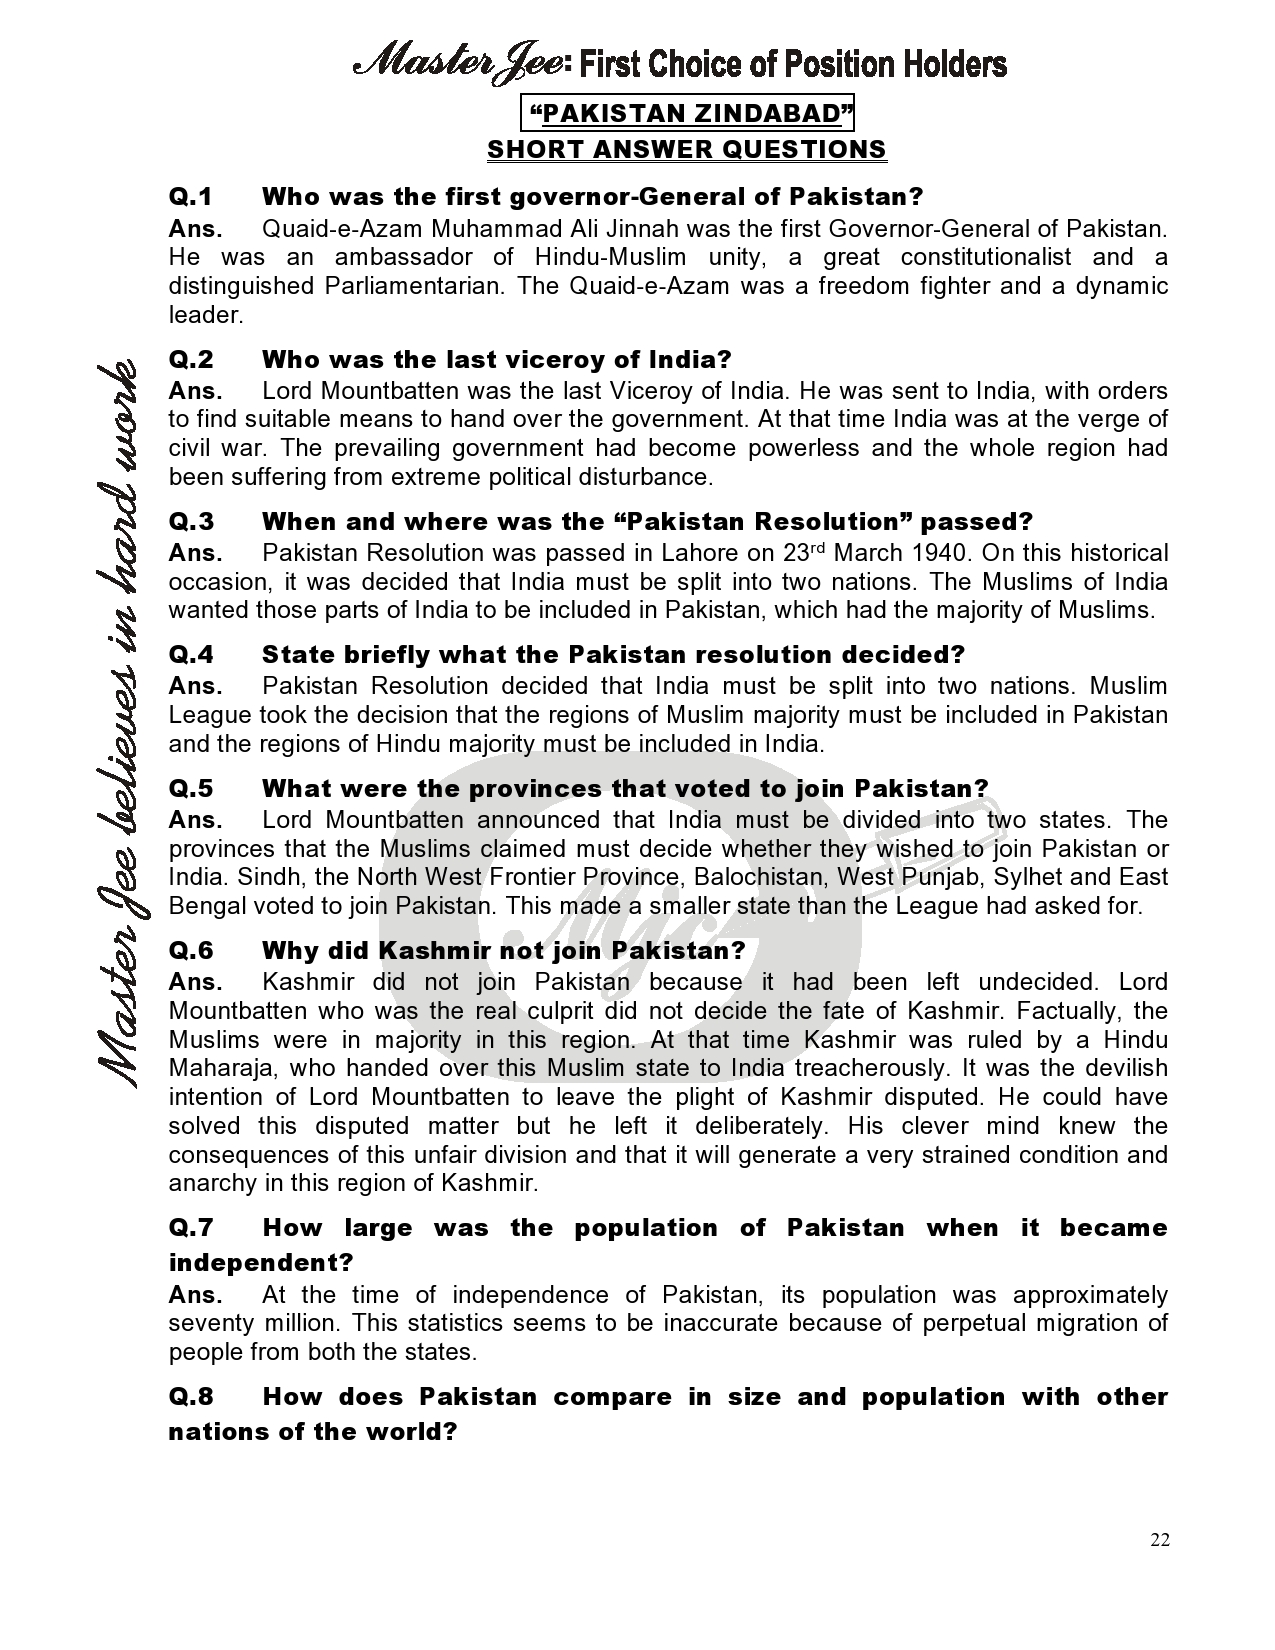 Master Jee: First Choice of Position Holders
“PAKISTAN ZINDABAD”
SHORT ANSWER QUESTIONS
Q.1 Who was the first governor-General of Pakistan?
Ans. Quaid-e-Azam Muhammad Ali Jinnah was the first Governor-General of Pakistan.
He was an ambassador of Hindu-Muslim unity, a great constitutionalist and a
distinguished Parliamentarian. The Quaid-e-Azam was a freedom fighter and a dynamic
leader.
Q.2 Who was the last viceroy of India?
Ans. Lord Mountbatten was the last Viceroy of India. He was sent to India, with orders
to find suitable means to hand over the government. At that time India was at the verge of
civil war. The prevailing government had become powerless and the whole region had
been suffering from extreme political disturbance.
Q.3 When and where was the “Pakistan Resolution” passed?
Ans. Pakistan Resolution was passed in Lahore on 23rd March 1940. On this historical
occasion, it was decided that India must be split into two nations. The Muslims of India
wanted those parts of India to be included in Pakistan, which had the majority of Muslims.
Q.4 State briefly what the Pakistan resolution decided?
Ans. Pakistan Resolution decided that India must be split into two nations. Muslim
League took the decision that the regions of Muslim majority must be included in Pakistan
and the regions of Hindu majority must be included in India.
Q.5 What were the provinces that voted to join Pakistan?
Ans. Lord Mountbatten announced that India must be divided into two states. The
provinces that the Muslims claimed must decide whether they wished to join Pakistan or
India. Sindh, the North West Frontier Province, Balochistan, West Punjab, Sylhet and East
Bengal voted to join Pakistan. This made a smaller state than the League had asked for.
Q.6 Why did Kashmir not join Pakistan?
Ans. Kashmir did not join Pakistan because it had been left undecided. Lord
Mountbatten who was the real culprit did not decide the fate of Kashmir. Factually, the
Muslims were in majority in this region. At that time Kashmir was ruled by a Hindu
Maharaja, who handed over this Muslim state to India treacherously. It was the devilish
intention of Lord Mountbatten to leave the plight of Kashmir disputed. He could have
solved this disputed matter but he left it deliberately. His clever mind knew the
consequences of this unfair division and that it will generate a very strained condition and
anarchy in this region of Kashmir.
Q.7 How large was the population of Pakistan when it became
independent?
Ans. At the time of independence of Pakistan, its population was approximately
seventy million. This statistics seems to be inaccurate because of perpetual migration of
people from both the states.
Q.8 How does Pakistan compare in size and population with other
nations of the world?
Master Jee believes in hard work
Mjc
22